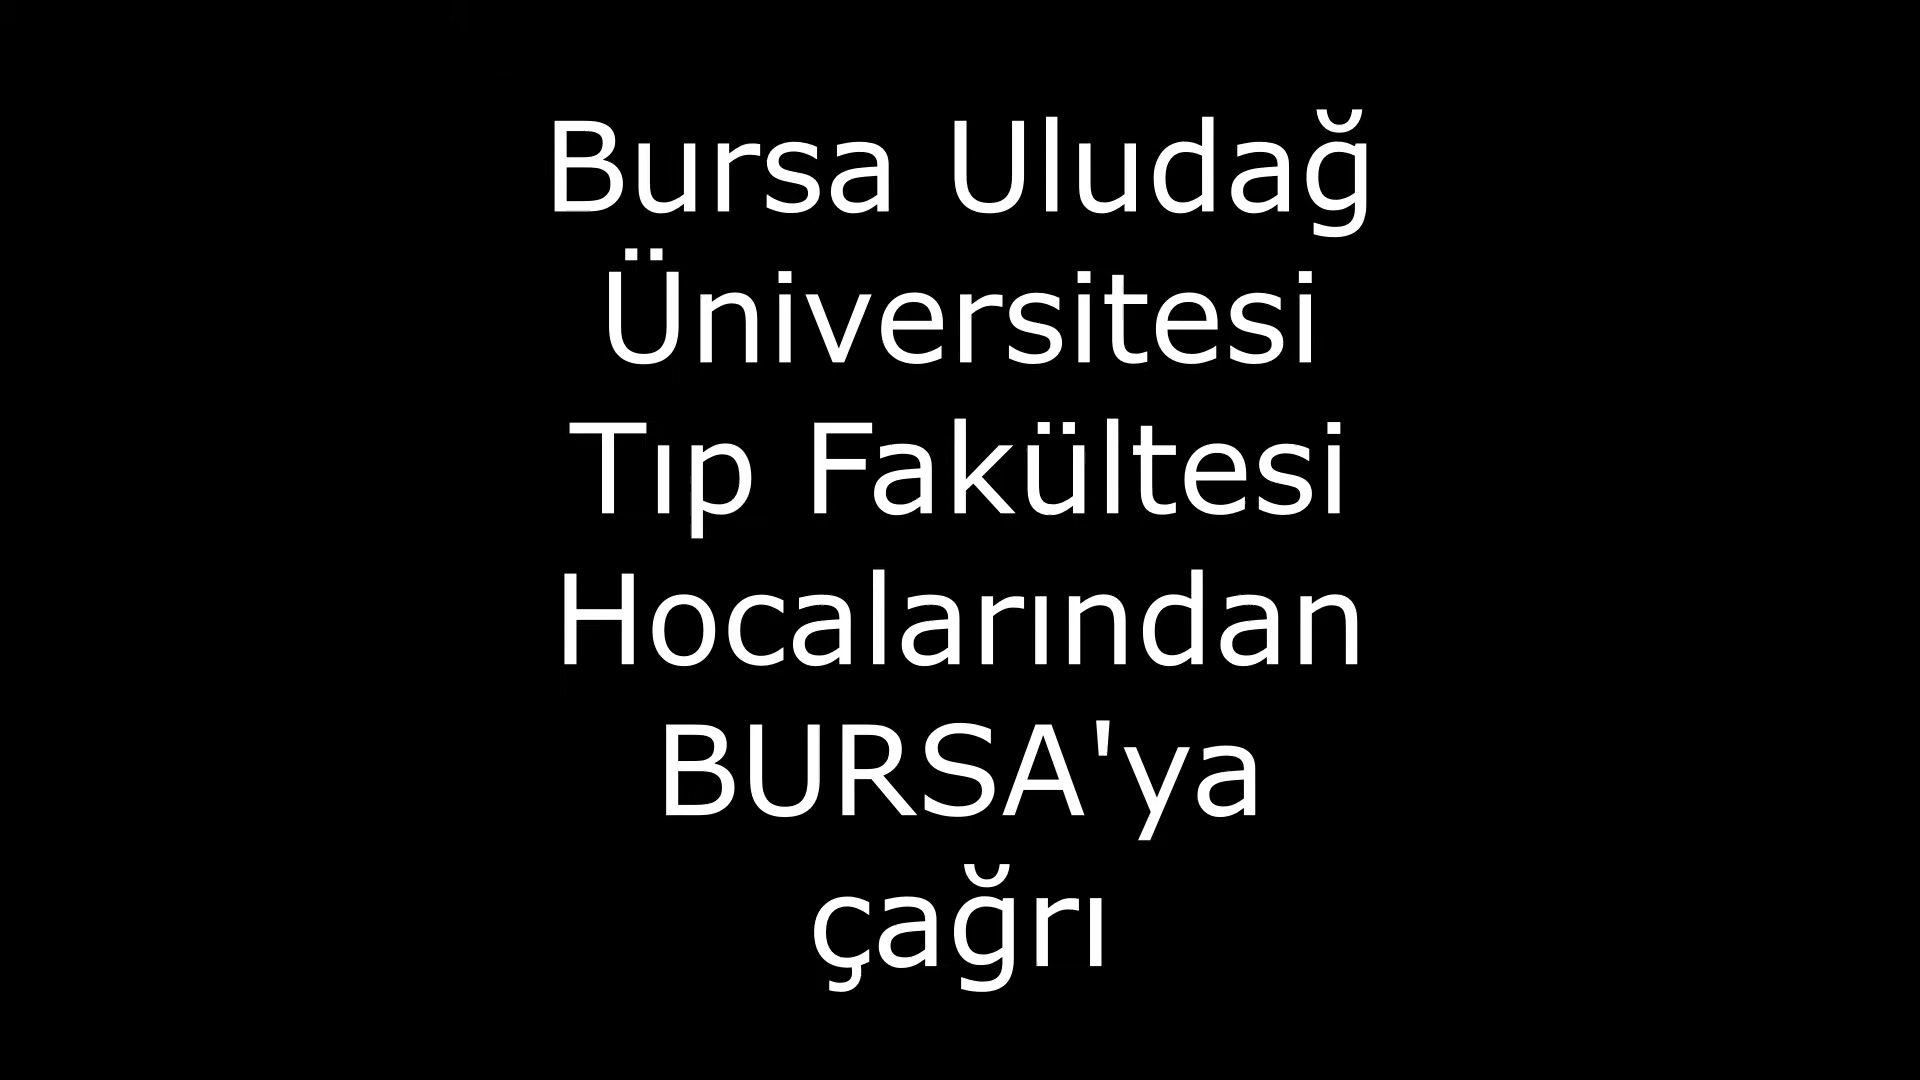 Bursa Uludağ
Üniversitesi
Tıp Fakültesi
Hocalarından
BURSA'ya
çağrı